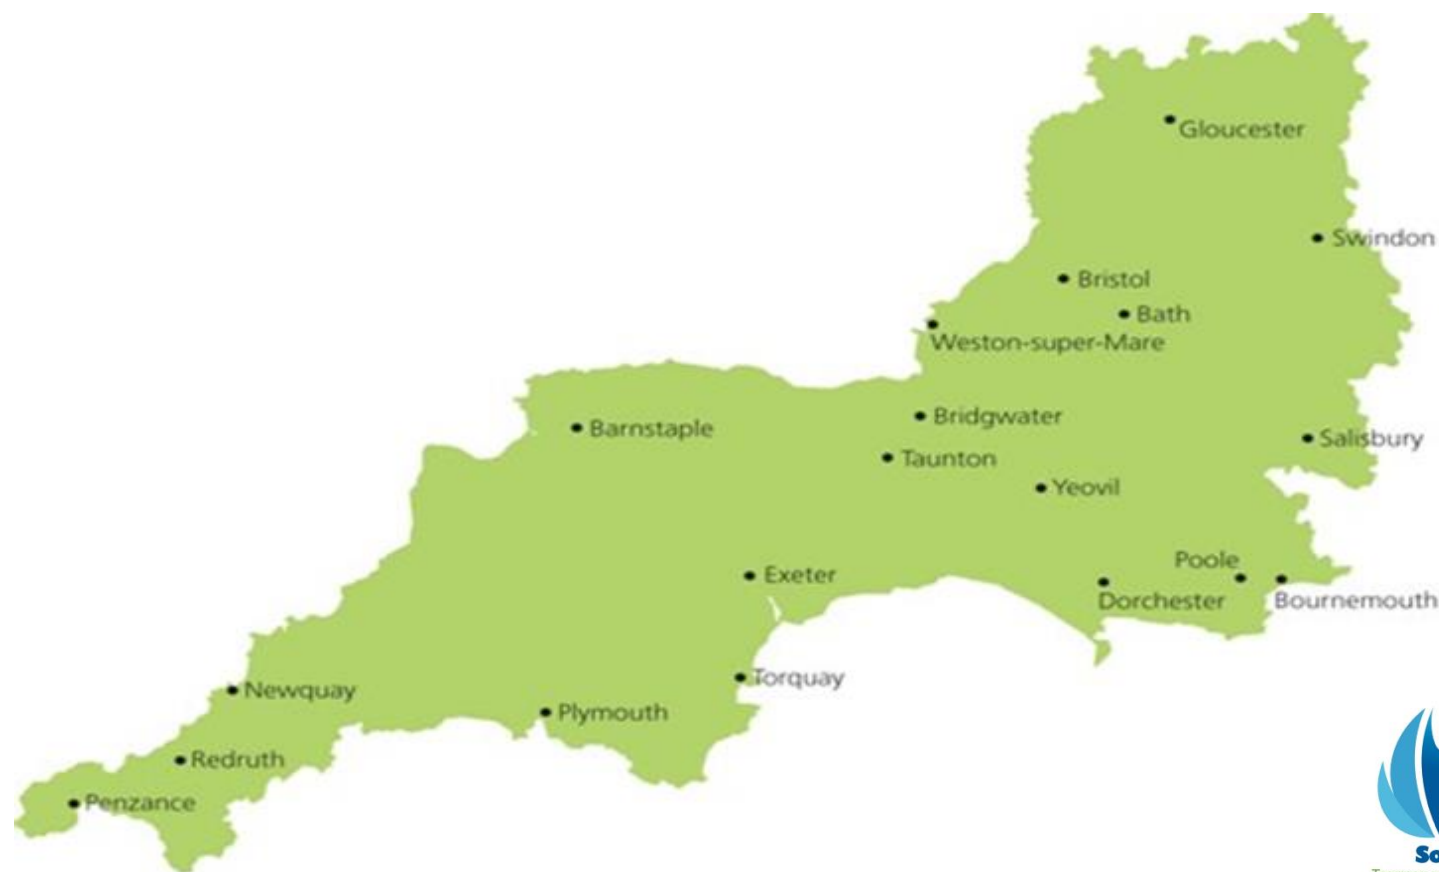 Gloucester
Swindon
Bristol
Bath
Weston-super-Mare
Bridgwater
Barnstaple
Salisbury
Taunton
Yeovil
Poole
Exeter
Dorchester
Bournemouth
Torquay
Newquay
Plymouth
Redruth
Penzance
So